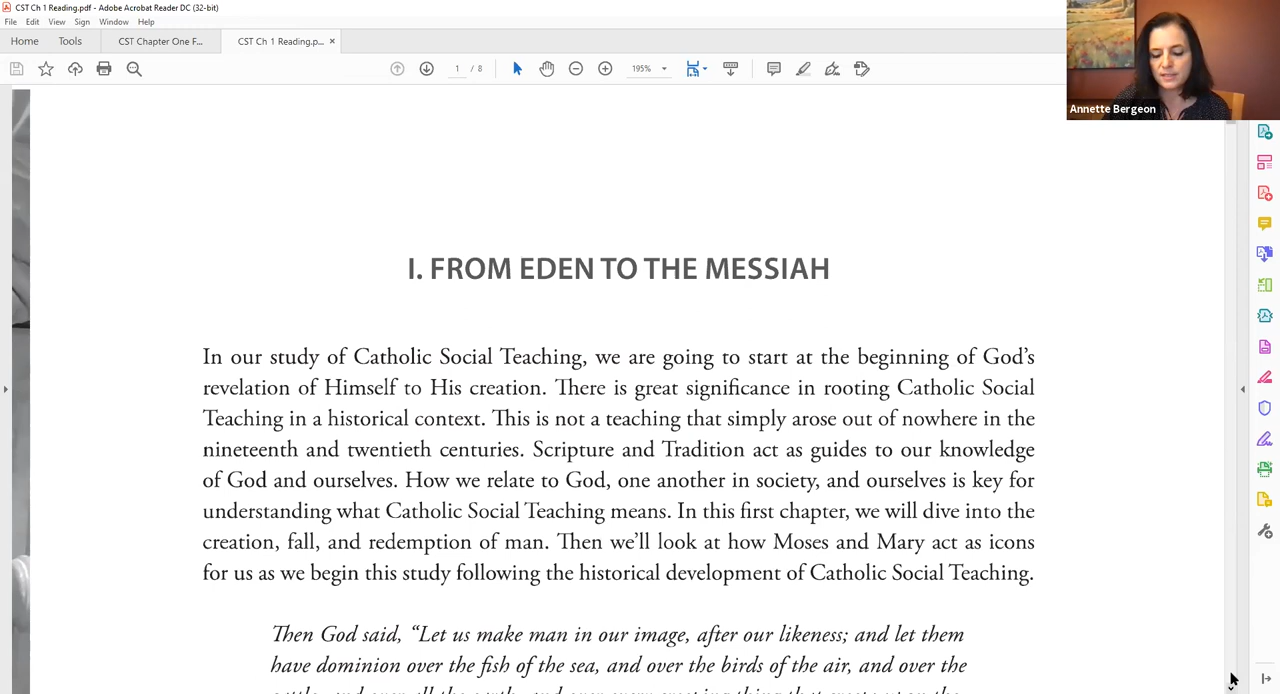 CST Ch 1 Reading.pdf - Adobe Acrobat Reader DC (32-bit)
File Edit View Sign Window Help
Home Tools CST Chapter One F... CST Ch 1 Reading.p... ×
1 / 8 195%
Annette Bergeon
I. FROM EDEN TO THE MESSIAH
In our study of Catholic Social Teaching, we are going to start at the beginning of God’s
revelation of Himself to His creation. There is great significance in rooting Catholic Social
Teaching in a historical context. This is not a teaching that simply arose out of nowhere in the
nineteenth and twentieth centuries. Scripture and Tradition act as guides to our knowledge
of God and ourselves. How we relate to God, one another in society, and ourselves is key for
understanding what Catholic Social Teaching means. In this first chapter, we will dive into the
creation, fall, and redemption of man. Then we’ll look at how Moses and Mary act as icons
for us as we begin this study following the historical development of Catholic Social Teaching.
Then God said, “Let us make man in our image, after our likeness; and let them
have dominion over the fish of the sea, and over the birds of the air, and over the